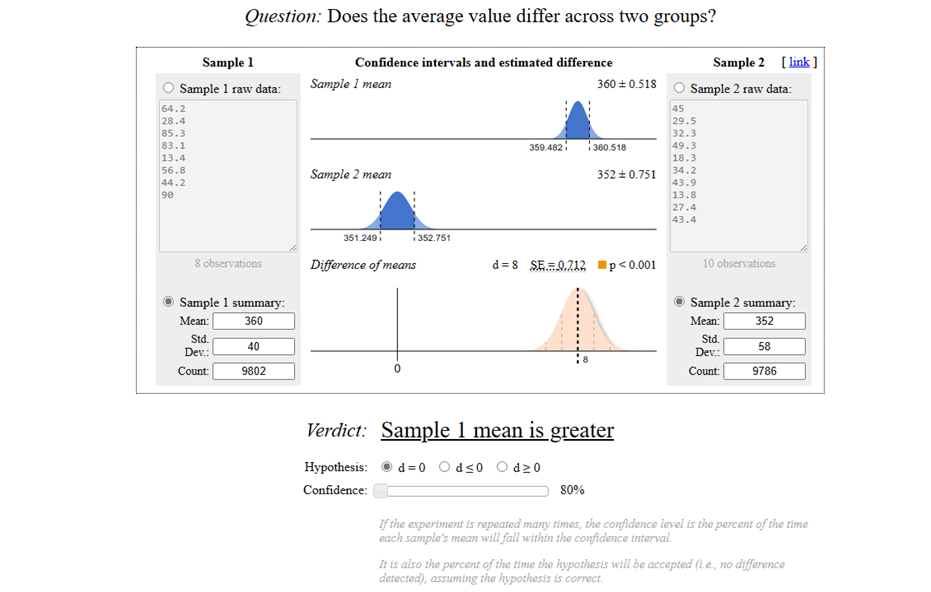 Question: Does the average value differ across two groups?
Sample 1
Confidence intervals and estimated difference
Sample 2 [ link ]
Sample 1 raw data:
64.2
28.4
85.3
83.1
13.4
56.8
44.2
90
8 observations
Sample 1 summary:
Mean: 360
Std. Dev.: 40
Count: 9802
Sample 1 mean 360 ± 0.518
359.482 360.518
Sample 2 mean 352 ± 0.751
351.249 352.751
Difference of means d = 8 SE = 0.712 p < 0.001
0 8
Sample 2 raw data:
45
29.5
32.3
49.3
18.3
34.2
43.9
13.8
27.4
43.4
10 observations
Sample 2 summary:
Mean: 352
Std. Dev.: 58
Count: 9786
Verdict: Sample 1 mean is greater
Hypothesis: d = 0 d ≤ 0 d ≥ 0
Confidence: 80%
If the experiment is repeated many times, the confidence level is the percent of the time
each sample's mean will fall within the confidence interval.
It is also the percent of the time the hypothesis will be accepted (i.e., no difference
detected), assuming the hypothesis is correct.